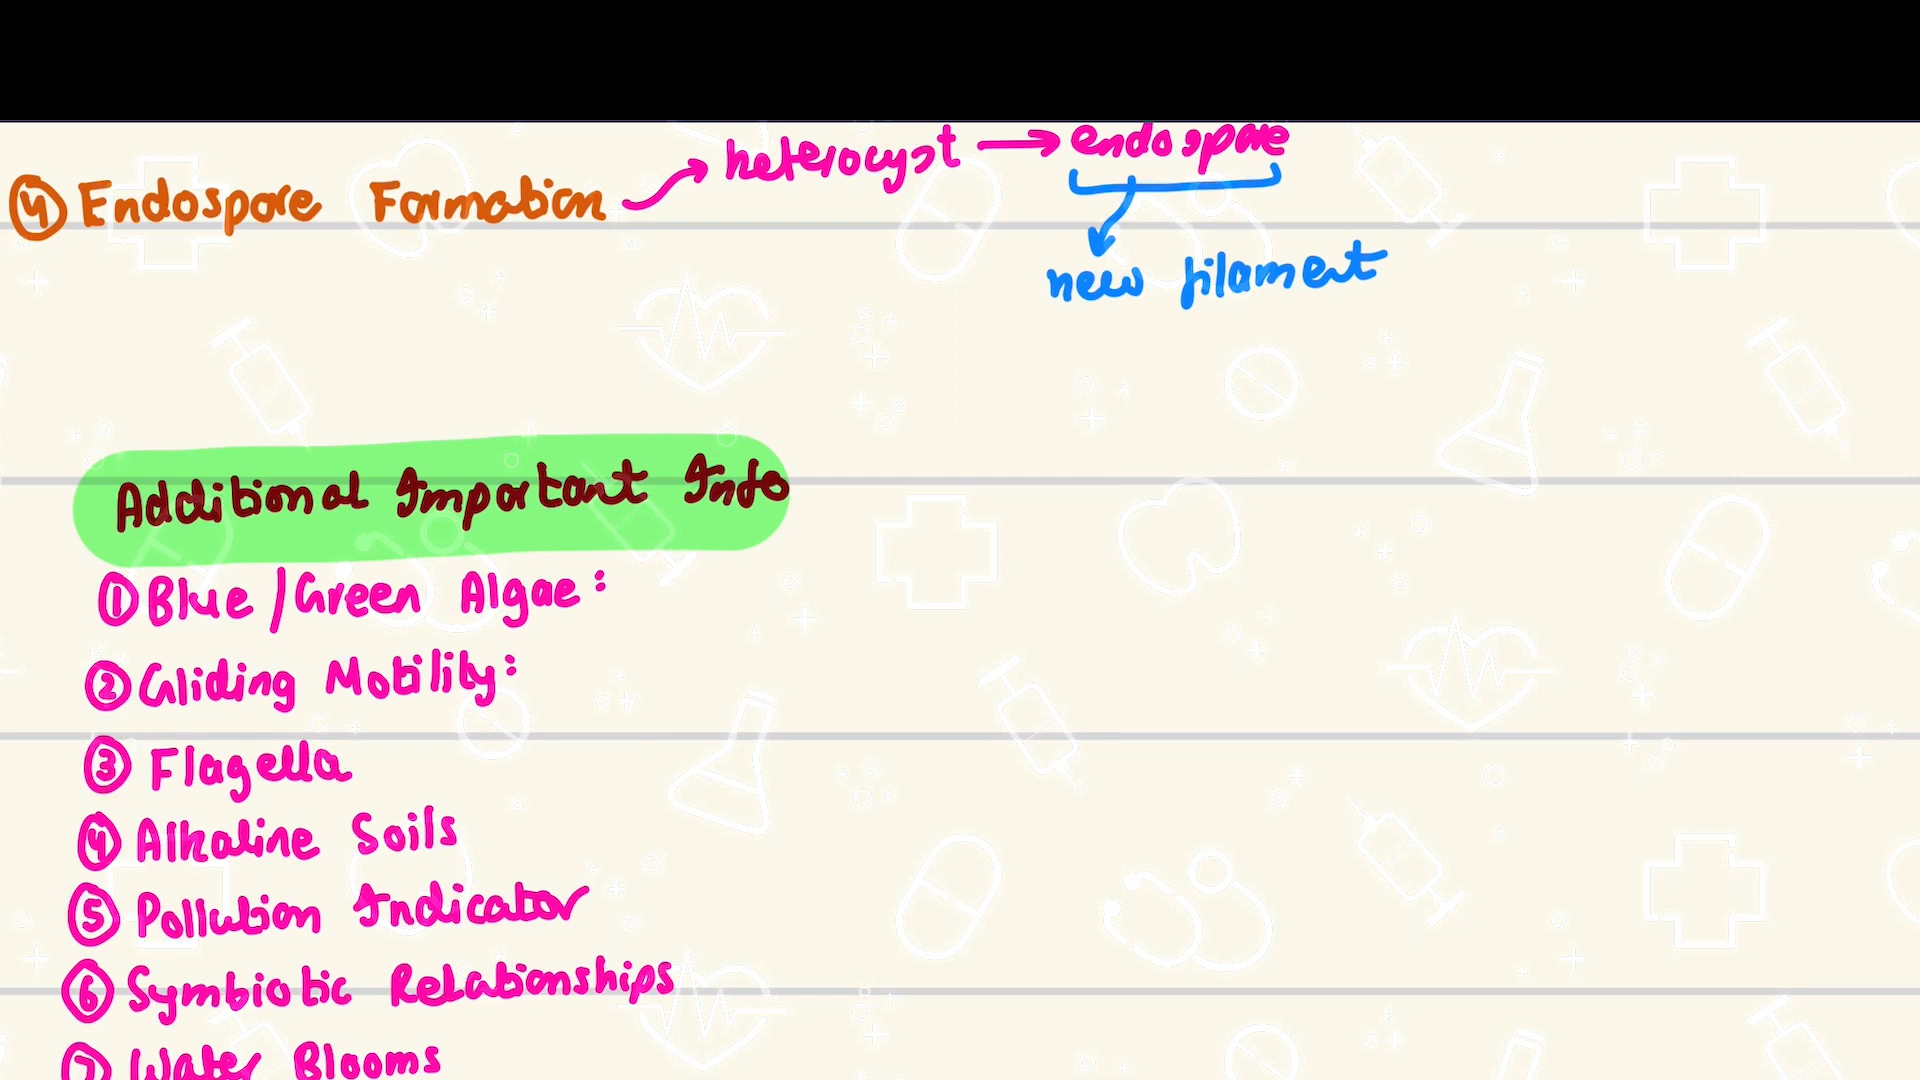 ④ Endospore Formation → heterocyst → endospore
new filament
Additional Important Info
① Blue/Green Algae:
② Gliding Motility:
③ Flagella
④ Alkaline Soils
⑤ Pollution Indicator
⑥ Symbiotic Relationships
⑦ Water Blooms